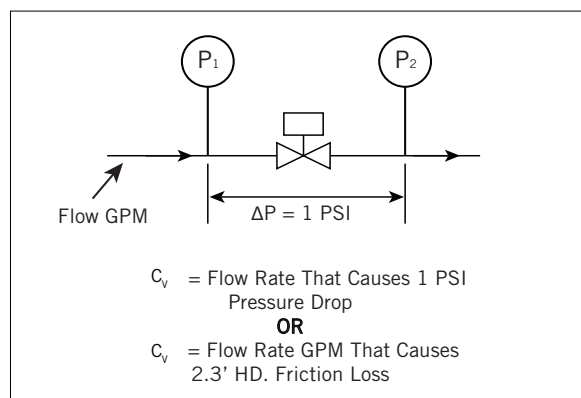 P₁ P₂
Flow GPM
ΔP = 1 PSI
Cᵥ = Flow Rate That Causes 1 PSI
Pressure Drop
OR
Cᵥ = Flow Rate GPM That Causes
2.3' HD. Friction Loss